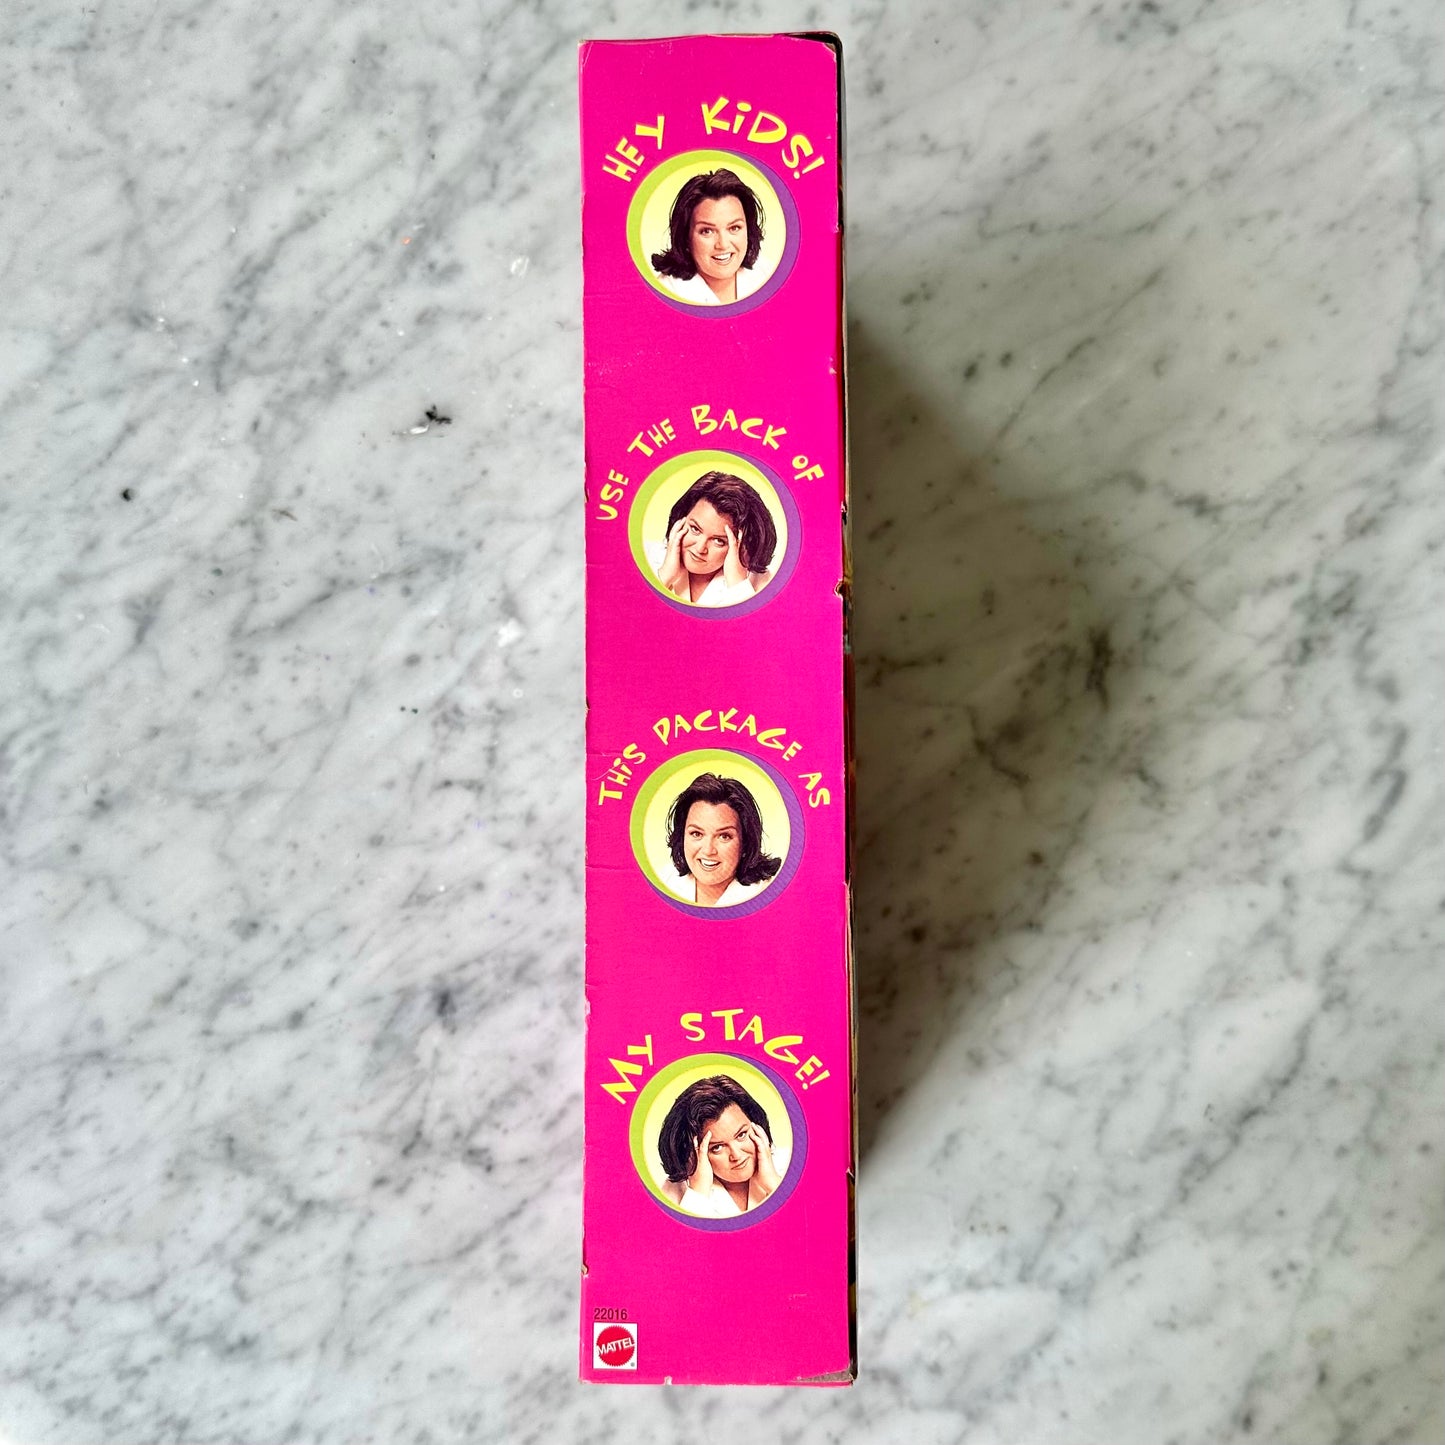 HEY KiDS!
USE THE BACK OF
THiS PACKAGE AS
MY STAGE!
22016
MATTEL
®